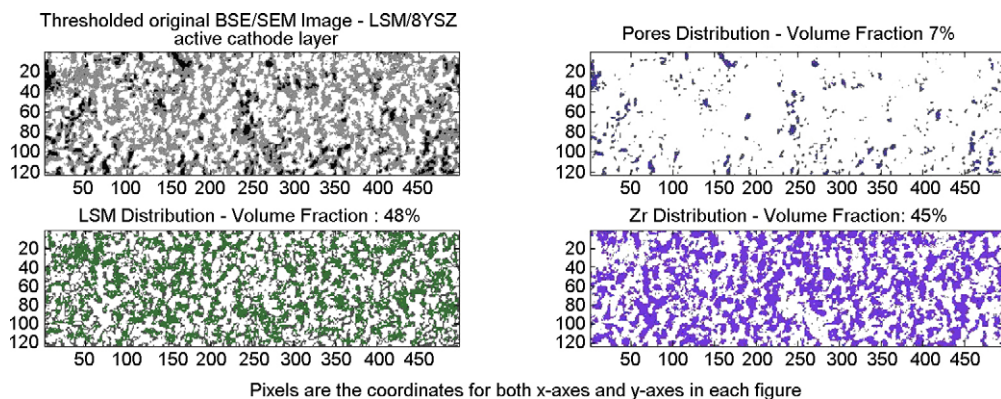 Thresholded original BSE/SEM Image - LSM/8YSZ
active cathode layer
20
40
60
80
100
120
50 100 150 200 250 300 350 400 450
Pores Distribution - Volume Fraction 7%
20
40
60
80
100
120
50 100 150 200 250 300 350 400 450
LSM Distribution - Volume Fraction : 48%
20
40
60
80
100
120
50 100 150 200 250 300 350 400 450
Zr Distribution - Volume Fraction: 45%
20
40
60
80
100
120
50 100 150 200 250 300 350 400 450
Pixels are the coordinates for both x-axes and y-axes in each figure